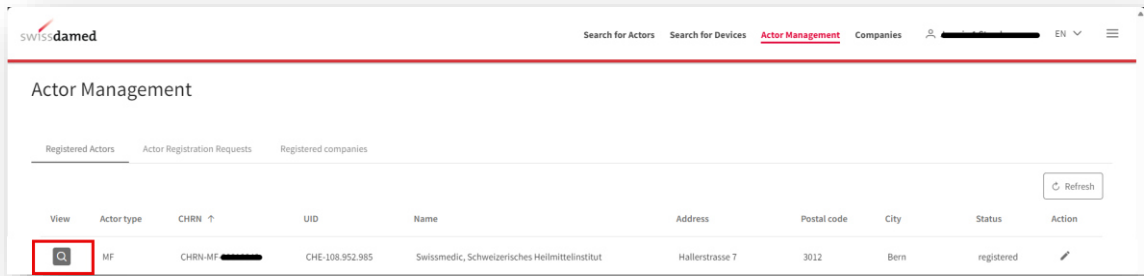 swissdamed
Search for Actors Search for Devices Actor Management Companies EN
Actor Management
Registered Actors Actor Registration Requests Registered companies
Refresh
View Actor type CHRN ↑ UID Name Address Postal code City Status Action
MF CHRN-MF- CHE-108.952.985 Swissmedic, Schweizerisches Heilmittelinstitut Hallerstrasse 7 3012 Bern registered